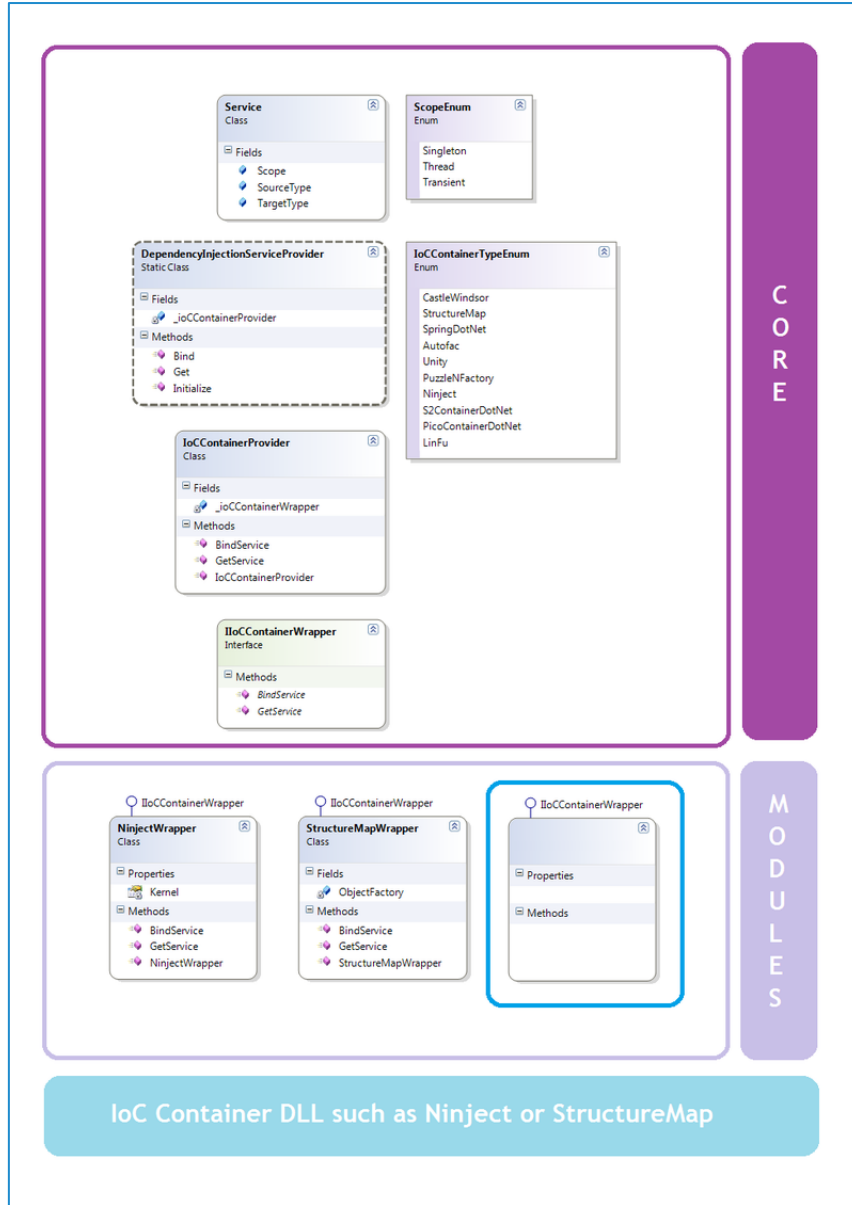 Service
Class
Fields
Scope
SourceType
TargetType
ScopeEnum
Enum
Singleton
Thread
Transient
DependencyInjectionServiceProvider
Static Class
Fields
_ioCContainerProvider
Methods
Bind
Get
Initialize
IoCContainerTypeEnum
Enum
CastleWindsor
StructureMap
SpringDotNet
Autofac
Unity
PuzzleNFactory
Ninject
S2ContainerDotNet
PicoContainerDotNet
LinFu
IoCContainerProvider
Class
Fields
_ioCContainerWrapper
Methods
BindService
GetService
IoCContainerProvider
IIoCContainerWrapper
Interface
Methods
BindService
GetService
CORE
IIoCContainerWrapper
NinjectWrapper
Class
Properties
Kernel
Methods
BindService
GetService
NinjectWrapper
IIoCContainerWrapper
StructureMapWrapper
Class
Fields
ObjectFactory
Methods
BindService
GetService
StructureMapWrapper
IIoCContainerWrapper
Properties
Methods
MODULES
IoC Container DLL such as Ninject or StructureMap